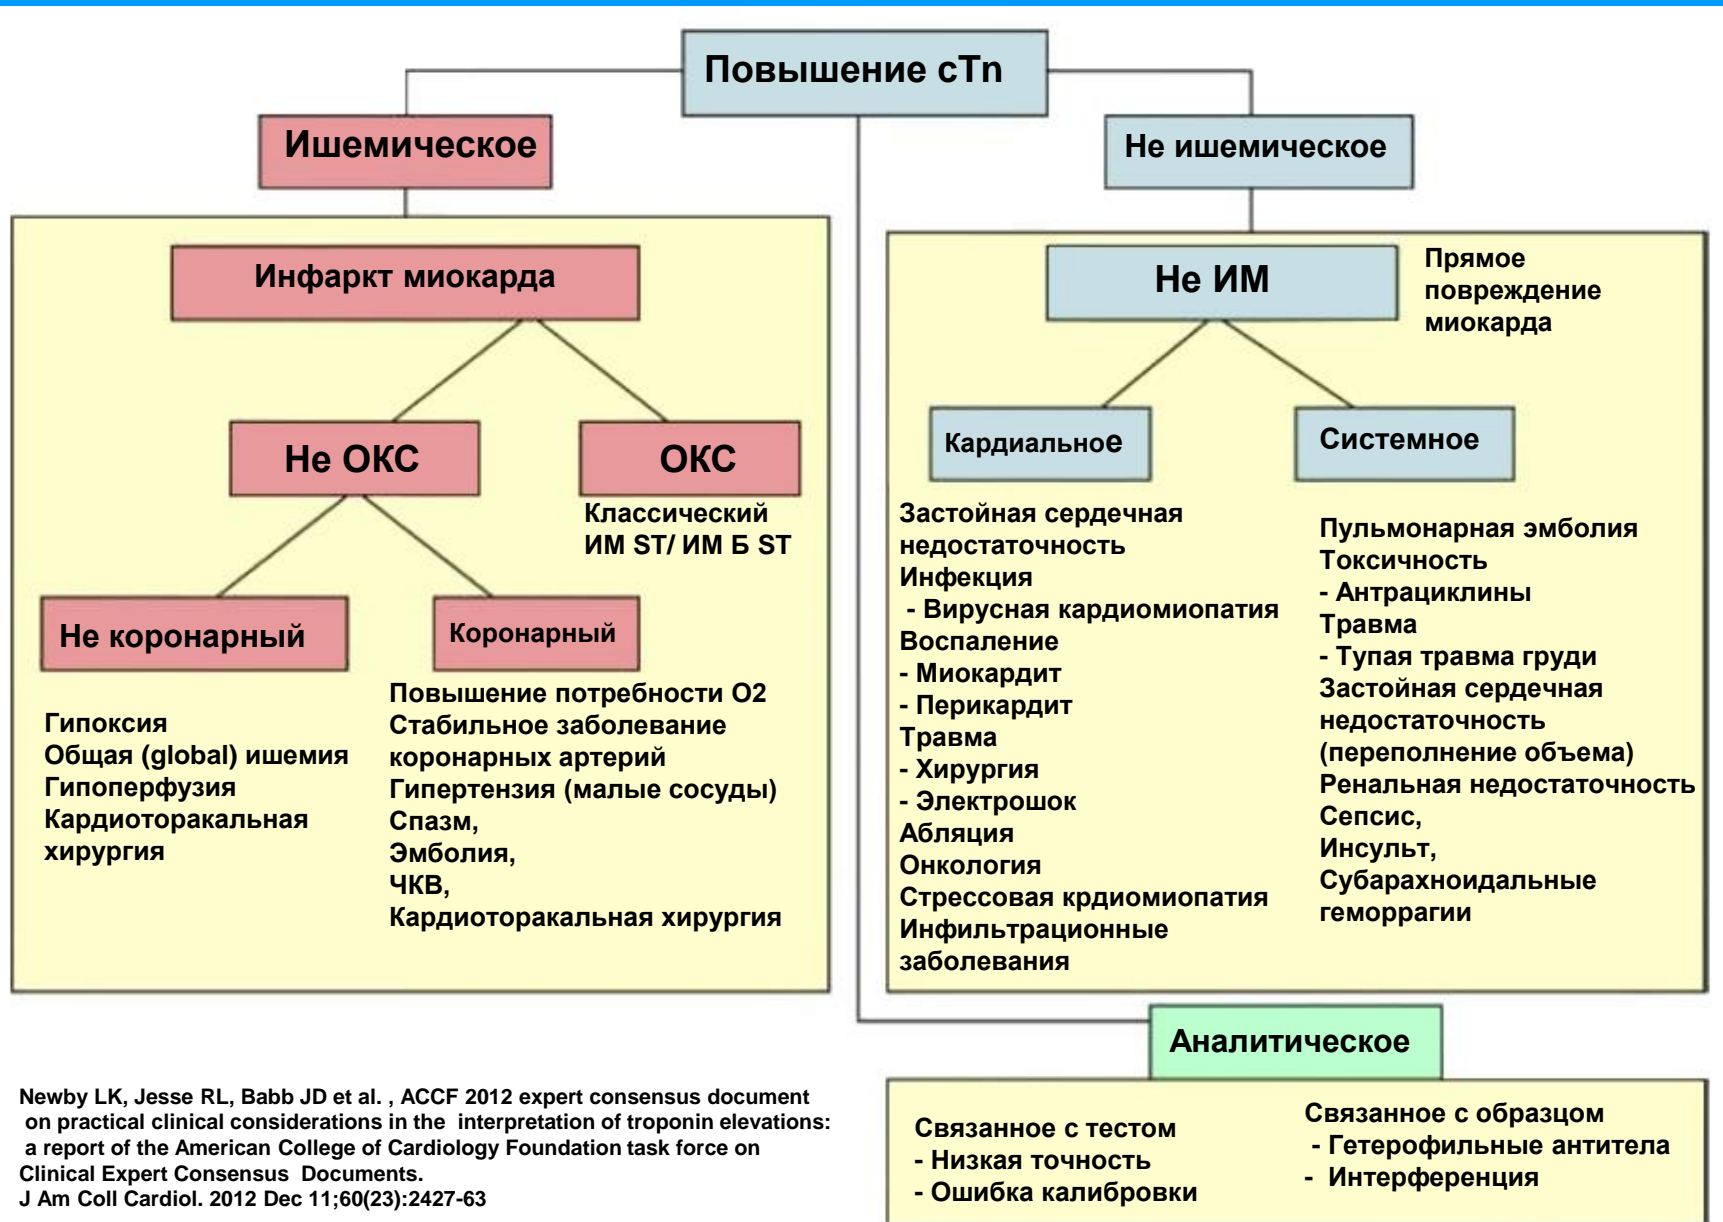 Повышение cTn
Ишемическое
Не ишемическое
Инфаркт миокарда
Не ОКС
ОКС
Классический
ИМ ST/ ИМ Б ST
Не коронарный
Коронарный
Гипоксия
Общая (global) ишемия
Гипоперфузия
Кардиоторакальная
хирургия
Повышение потребности О2
Стабильное заболевание
коронарных артерий
Гипертензия (малые сосуды)
Спазм,
Эмболия,
ЧКВ,
Кардиоторакальная хирургия
Не ИМ
Прямое
повреждение
миокарда
Кардиальное
Системное
Застойная сердечная
недостаточность
Инфекция
- Вирусная кардиомиопатия
Воспаление
- Миокардит
- Перикардит
Травма
- Хирургия
- Электрошок
Абляция
Онкология
Стрессовая крдиомиопатия
Инфильтрационные
заболевания
Пульмонарная эмболия
Токсичность
- Антрациклины
Травма
- Тупая травма груди
Застойная сердечная
недостаточность
(переполнение объема)
Ренальная недостаточность
Сепсис,
Инсульт,
Субарахноидальные
геморрагии
Аналитическое
Связанное с тестом
- Низкая точность
- Ошибка калибровки
Связанное с образцом
- Гетерофильные антитела
- Интерференция
Newby LK, Jesse RL, Babb JD et al. , ACCF 2012 expert consensus document
on practical clinical considerations in the interpretation of troponin elevations:
a report of the American College of Cardiology Foundation task force on
Clinical Expert Consensus Documents.
J Am Coll Cardiol. 2012 Dec 11;60(23):2427-63